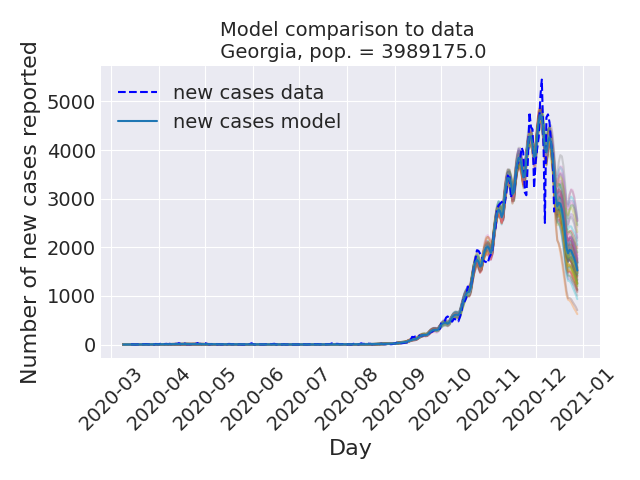 Model comparison to data
Georgia, pop. = 3989175.0
Number of new cases reported
new cases data
new cases model
5000
4000
3000
2000
1000
0
2020-03
2020-04
2020-05
2020-06
2020-07
2020-08
2020-09
2020-10
2020-11
2020-12
2021-01
Day